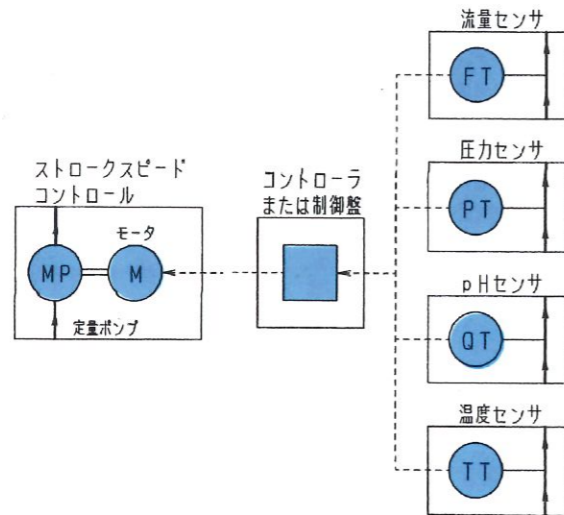 流量センサ
FT
圧力センサ
PT
ストロークスピード
コントロール
モータ
MP
M
定量ポンプ
コントローラ
または制御盤
pHセンサ
QT
温度センサ
TT